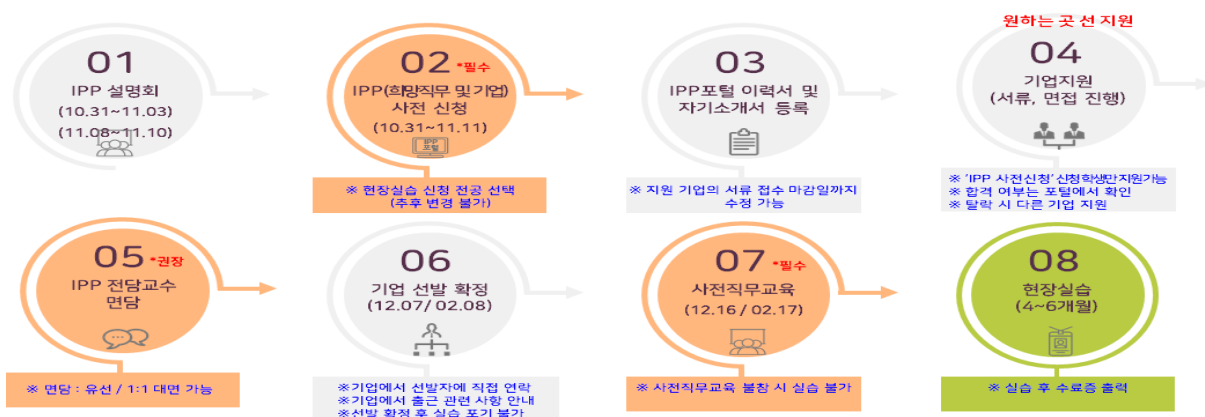 01
IPP 설명회
(10.31~11.03)
(11.08~11.10)
02 *필수
IPP(희망직무 및 기업)
사전 신청
(10.31~11.11)
IPP
포털
※ 현장실습 신청 전공 선택
(추후 변경 불가)
03
IPP포털 이력서 및
자기소개서 등록
※ 지원 기업의 서류 접수 마감일까지
수정 가능
원하는 곳 선 지원
04
기업지원
(서류, 면접 진행)
※ 'IPP 사전신청' 신청학생만지원가능
※ 합격 여부는 포털에서 확인
※ 탈락 시 다른 기업 지원
05 *권장
IPP 전담교수
면담
※ 면담 : 유선 / 1:1 대면 가능
06
기업 선발 확정
(12.07/ 02.08)
※기업에서 선발자에 직접 연락
※기업에서 출근 관련 사항 안내
※선발 확정 후 실습 포기 불가
07 *필수
사전직무교육
(12.16 / 02.17)
※ 사전직무교육 불참 시 실습 불가
08
현장실습
(4~6개월)
※ 실습 후 수료증 출력